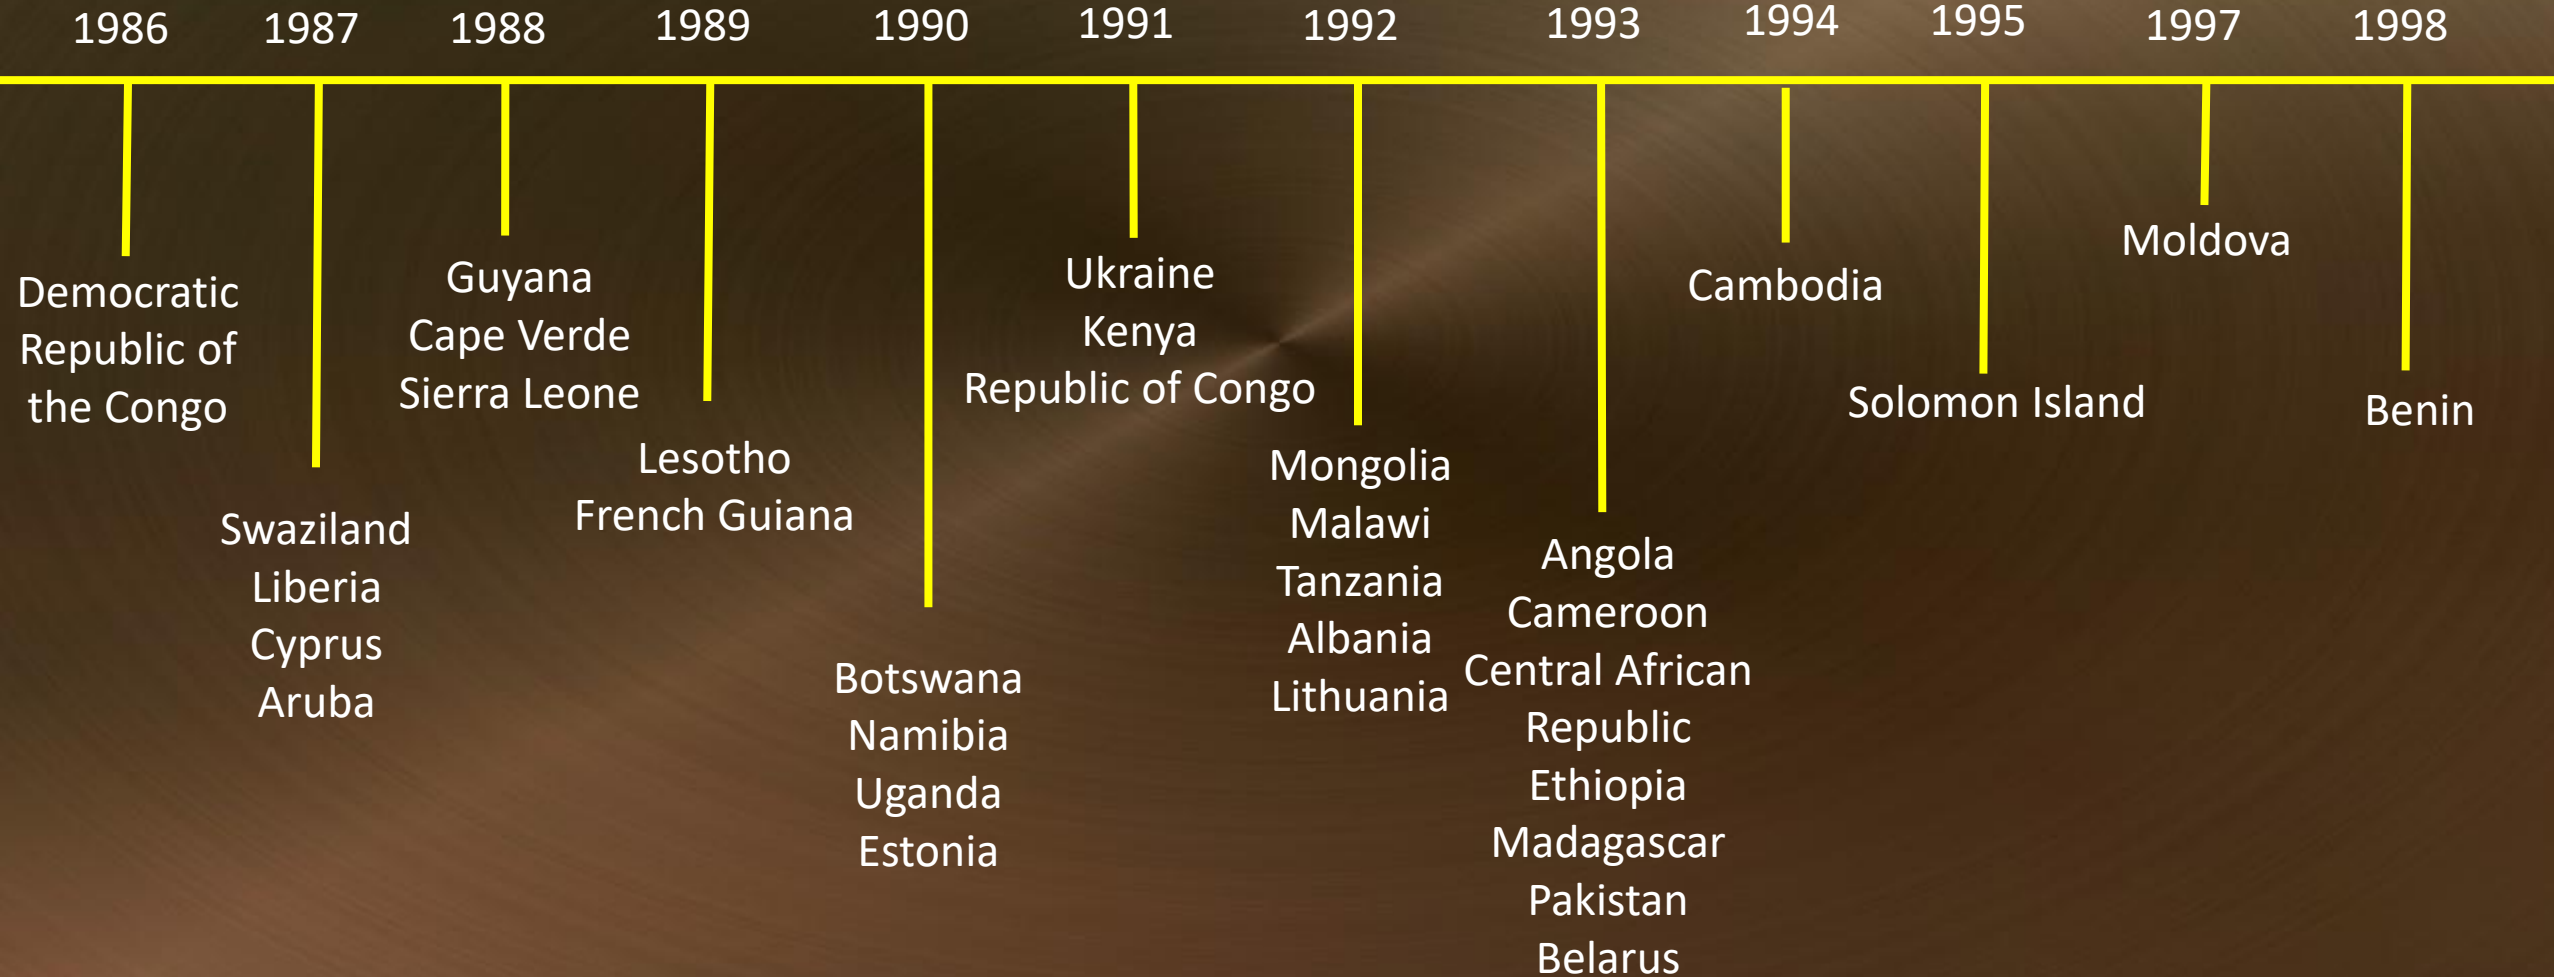 1986 1987 1988 1989 1990 1991 1992 1993 1994 1995 1997 1998
Democratic
Republic of
the Congo
Swaziland
Liberia
Cyprus
Aruba
Guyana
Cape Verde
Sierra Leone
Lesotho
French Guiana
Botswana
Namibia
Uganda
Estonia
Ukraine
Kenya
Republic of Congo
Mongolia
Malawi
Tanzania
Albania
Lithuania
Angola
Cameroon
Central African
Republic
Ethiopia
Madagascar
Pakistan
Belarus
Cambodia
Solomon Island
Moldova
Benin